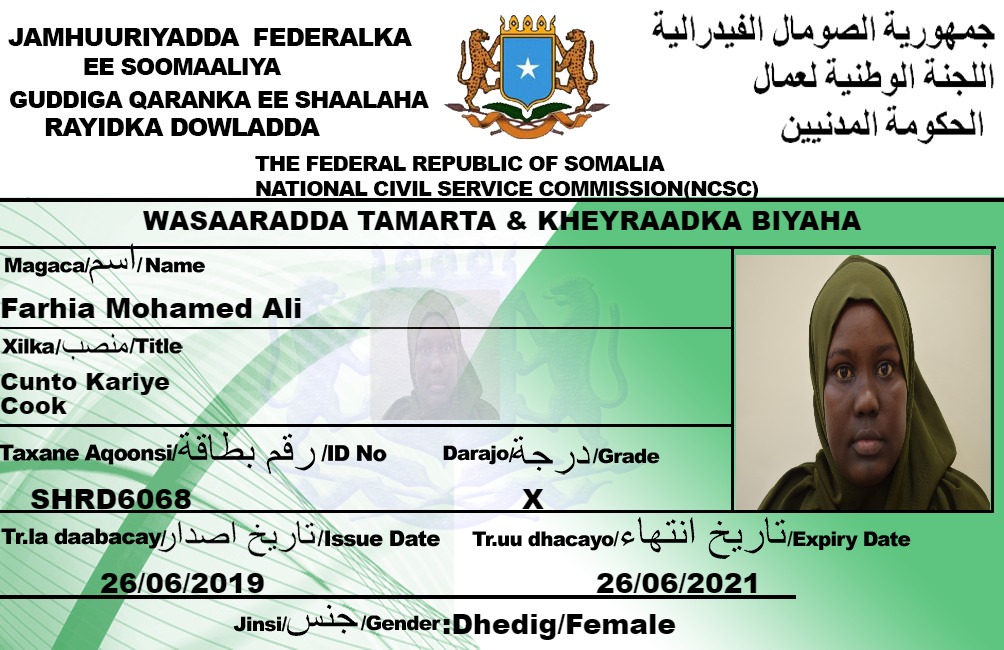 JAMHUURIYADDA FEDERALKA
EE SOOMAALIYA
GUDDIGA QARANKA EE SHAALAHA
RAYIDKA DOWLADDA
جمهورية الصومال الفيدرالية
اللجنة الوطنية لعمال
الحكومة المدنيين
THE FEDERAL REPUBLIC OF SOMALIA
NATIONAL CIVIL SERVICE COMMISSION(NCSC)
WASAARADDA TAMARTA & KHEYRAADKA BIYAHA
Magaca/اسم/Name
Farhia Mohamed Ali
Xilka/منصب/Title
Cunto Kariye
Cook
Taxane Aqoonsi/رقم بطاقة/ID No
Darajo/درجة/Grade
SHRD6068
X
Tr.la daabacay/تاريخ اصدار/Issue Date
Tr.uu dhacayo/تاريخ انتهاء/Expiry Date
26/06/2019
26/06/2021
Jinsi/جنس/Gender:Dhedig/Female